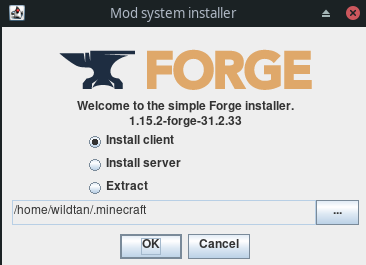 Mod system installer
FORGE
Welcome to the simple Forge installer.
1.15.2-forge-31.2.33
Install client
Install server
Extract
/home/wildtan/.minecraft
...
OK
Cancel